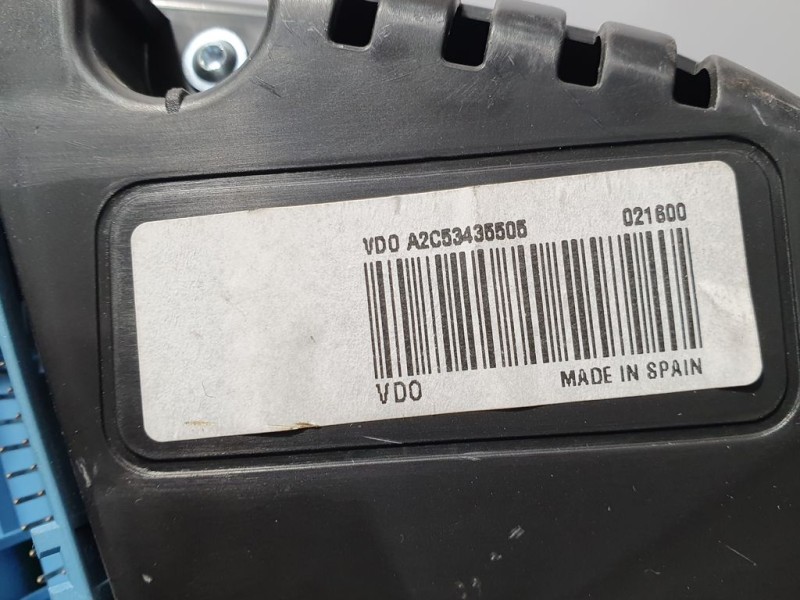 VDO A2C53435505 021600
VDO MADE IN SPAIN